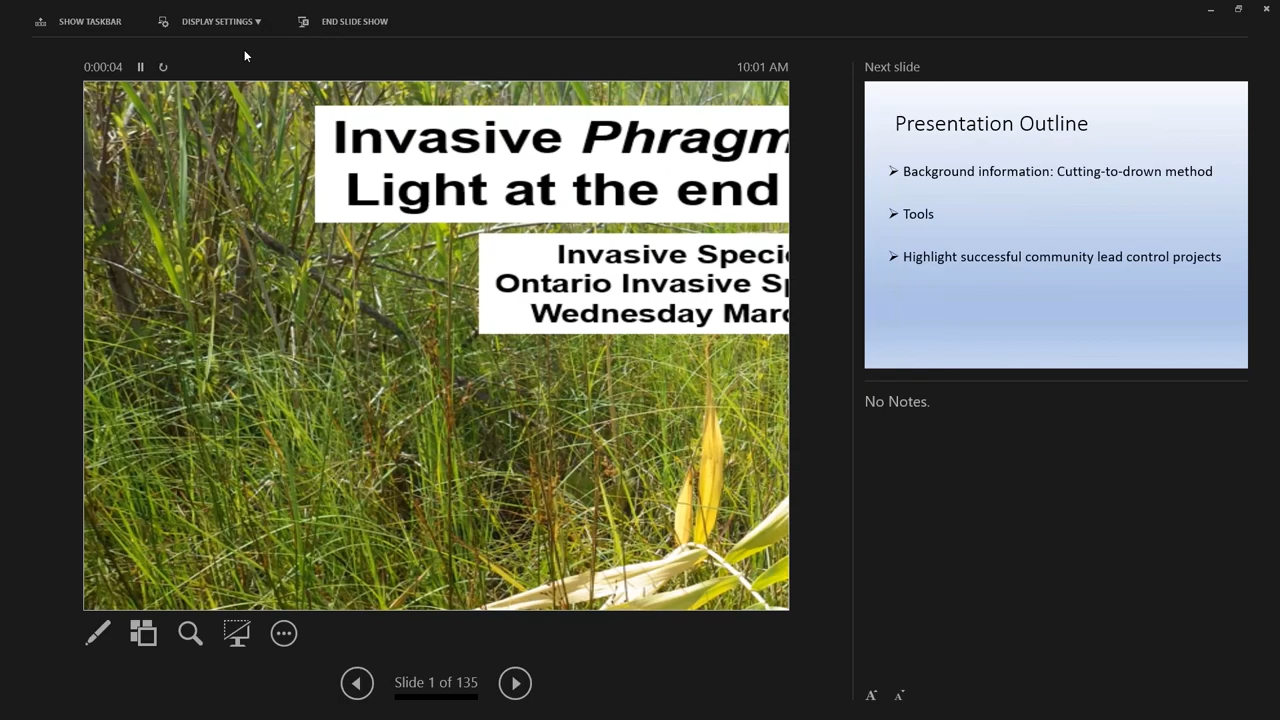 SHOW TASKBAR
DISPLAY SETTINGS ▼
END SLIDE SHOW
0:00:04
10:01 AM
Invasive Phragm
Light at the end
Invasive Speci
Ontario Invasive Sp
Wednesday Marc
Slide 1 of 135
Next slide
Presentation Outline
➢ Background information: Cutting-to-drown method
➢ Tools
➢ Highlight successful community lead control projects
No Notes.
A A